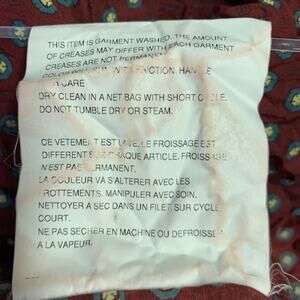 THIS ITEM IS GARMENT WASHED. THE AMOUNT
OF CREASES MAY DIFFER WITH EACH GARMENT
CREASES ARE NOT PERMANENT.
COLOR WILL FRICTION. HANDLE
CARE
DRY CLEAN IN A NET BAG WITH SHORT CYCLE.
DO NOT TUMBLE DRY OR STEAM.
CE VETEMENT EST LAVE, LE FROISSAGE EST
DIFFERENT SUR CHAQUE ARTICLE. FROISSAGE
N'EST PAS PERMANENT.
LA COULEUR VA S'ALTERER AVEC LES
FROTTEMENTS. MANIPULER AVEC SOIN.
NETTOYER A SEC DANS UN FILET. SUR CYCLE
COURT.
NE PAS SECHER EN MACHINE OU DEFROISSER
A LA VAPEUR.